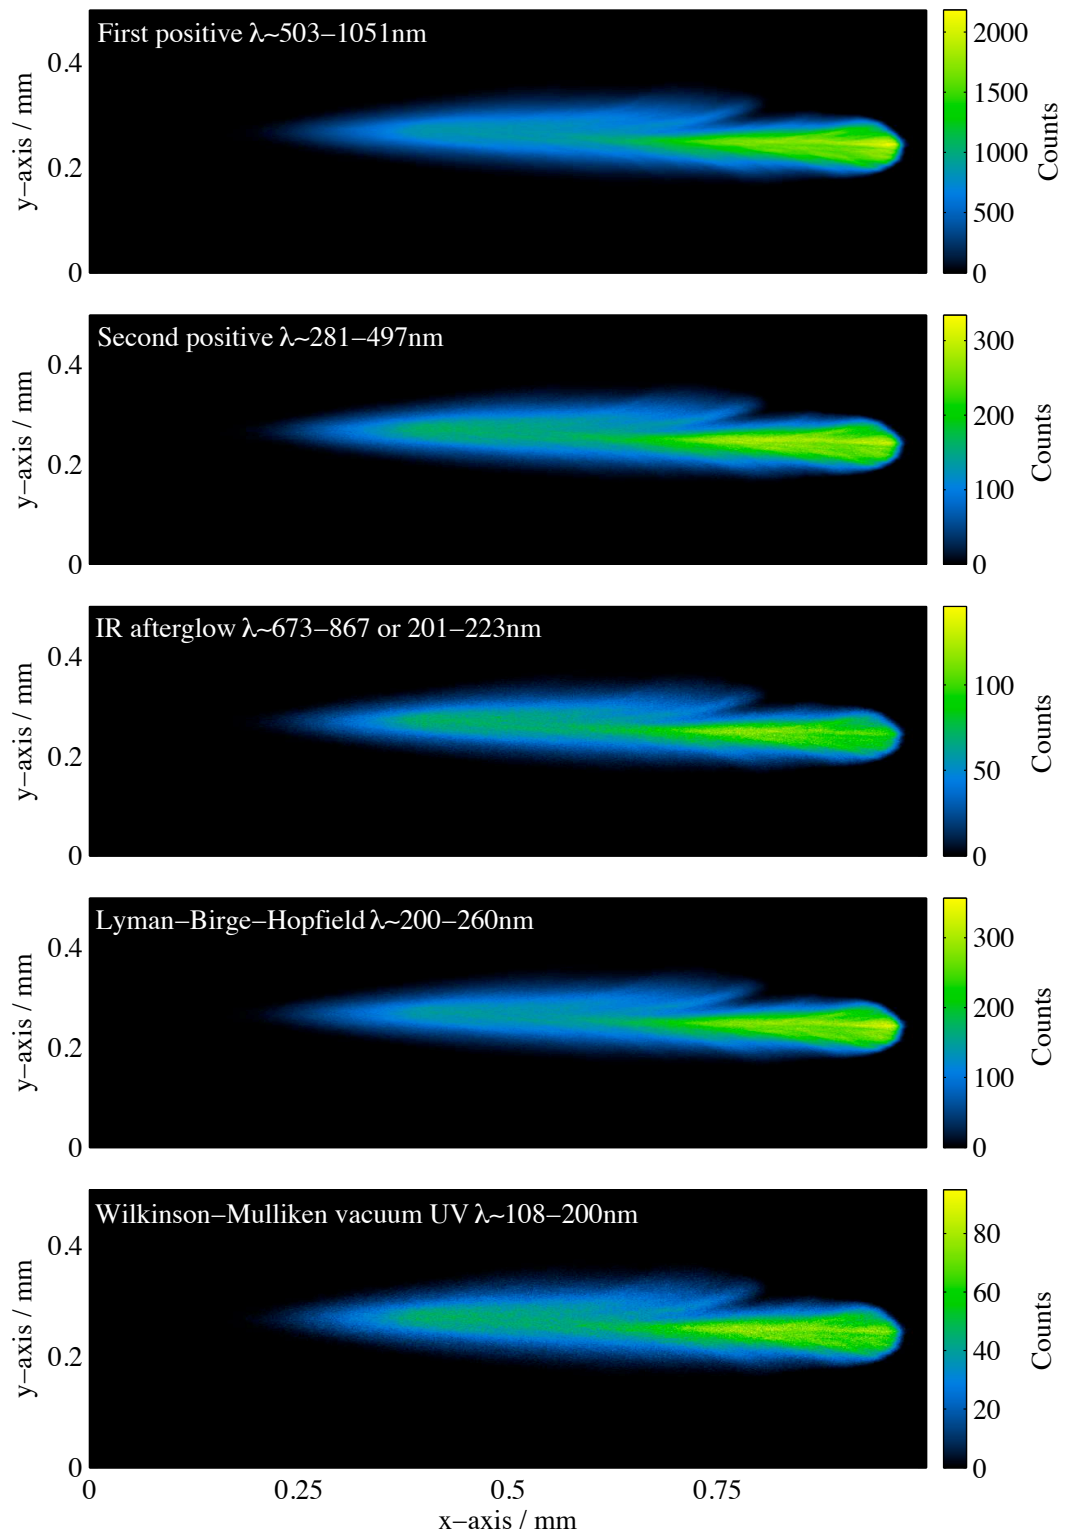 First positive λ~503–1051nm
0.4
0.2
0
y–axis / mm
2000
1500
1000
500
0
Counts
Second positive λ~281–497nm
0.4
0.2
0
y–axis / mm
300
200
100
0
Counts
IR afterglow λ~673–867 or 201–223nm
0.4
0.2
0
y–axis / mm
100
50
0
Counts
Lyman–Birge–Hopfield λ~200–260nm
0.4
0.2
0
y–axis / mm
300
200
100
0
Counts
Wilkinson–Mulliken vacuum UV λ~108–200nm
0.4
0.2
0
y–axis / mm
80
60
40
20
0
Counts
0 0.25 0.5 0.75
x–axis / mm